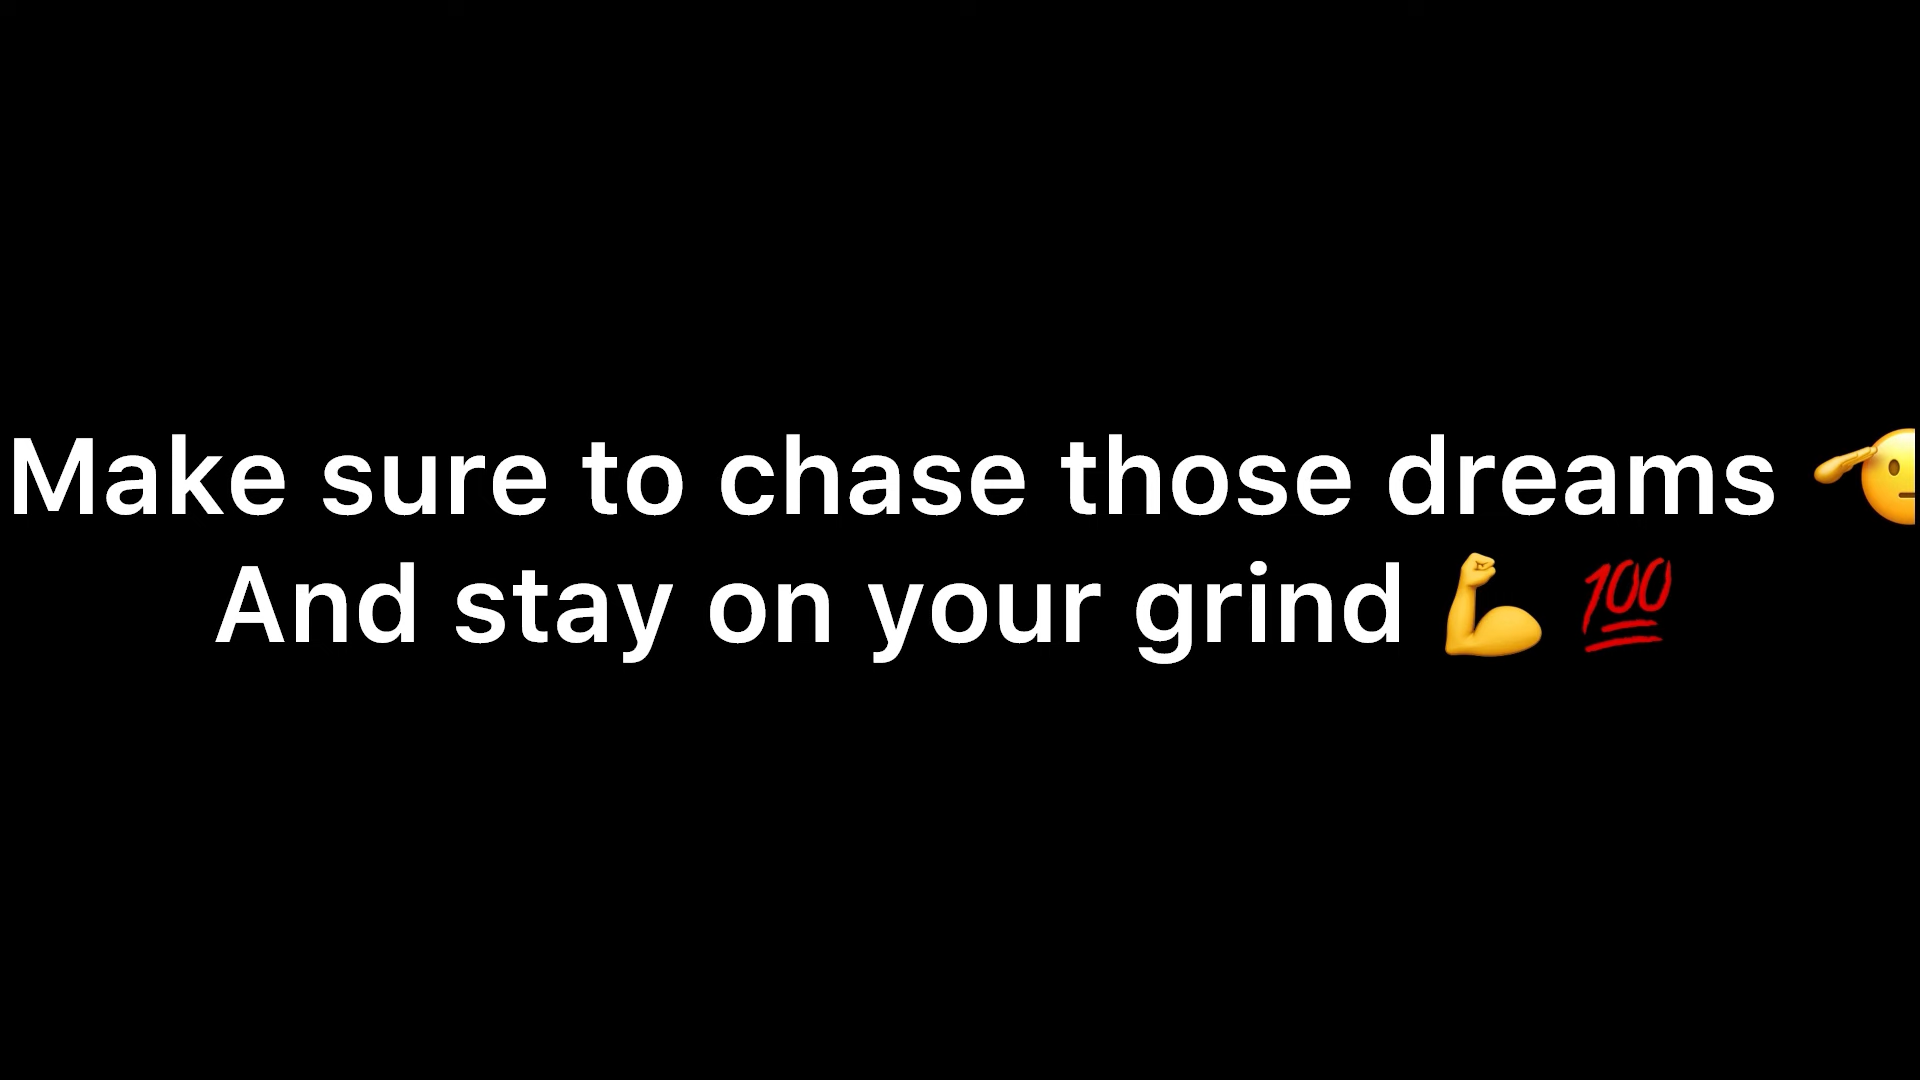 Make sure to chase those dreams 🫡
And stay on your grind 💪 💯